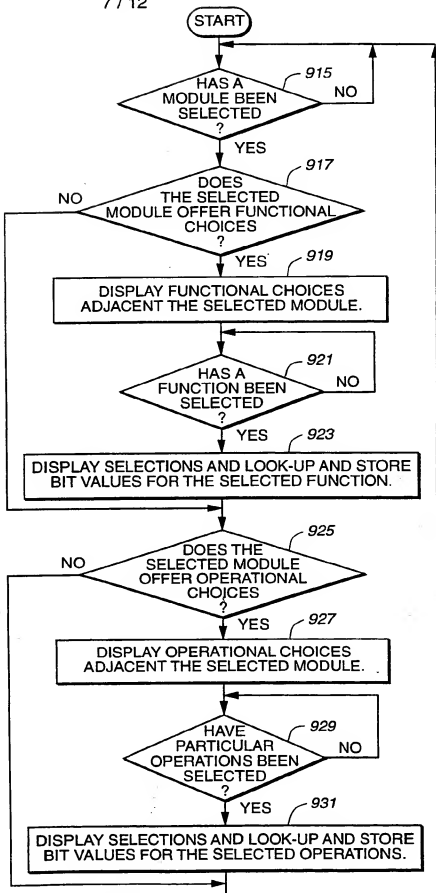 7 / 12
START
915
HAS A
MODULE BEEN
SELECTED
?
NO
YES
917
DOES
THE SELECTED
MODULE OFFER FUNCTIONAL
CHOICES
?
NO
YES
919
DISPLAY FUNCTIONAL CHOICES
ADJACENT THE SELECTED MODULE.
921
HAS A
FUNCTION BEEN
SELECTED
?
NO
YES
923
DISPLAY SELECTIONS AND LOOK-UP AND STORE
BIT VALUES FOR THE SELECTED FUNCTION.
925
DOES THE
SELECTED MODULE
OFFER OPERATIONAL
CHOICES
?
NO
YES
927
DISPLAY OPERATIONAL CHOICES
ADJACENT THE SELECTED MODULE.
929
HAVE
PARTICULAR
OPERATIONS BEEN
SELECTED
?
NO
YES
931
DISPLAY SELECTIONS AND LOOK-UP AND STORE
BIT VALUES FOR THE SELECTED OPERATIONS.